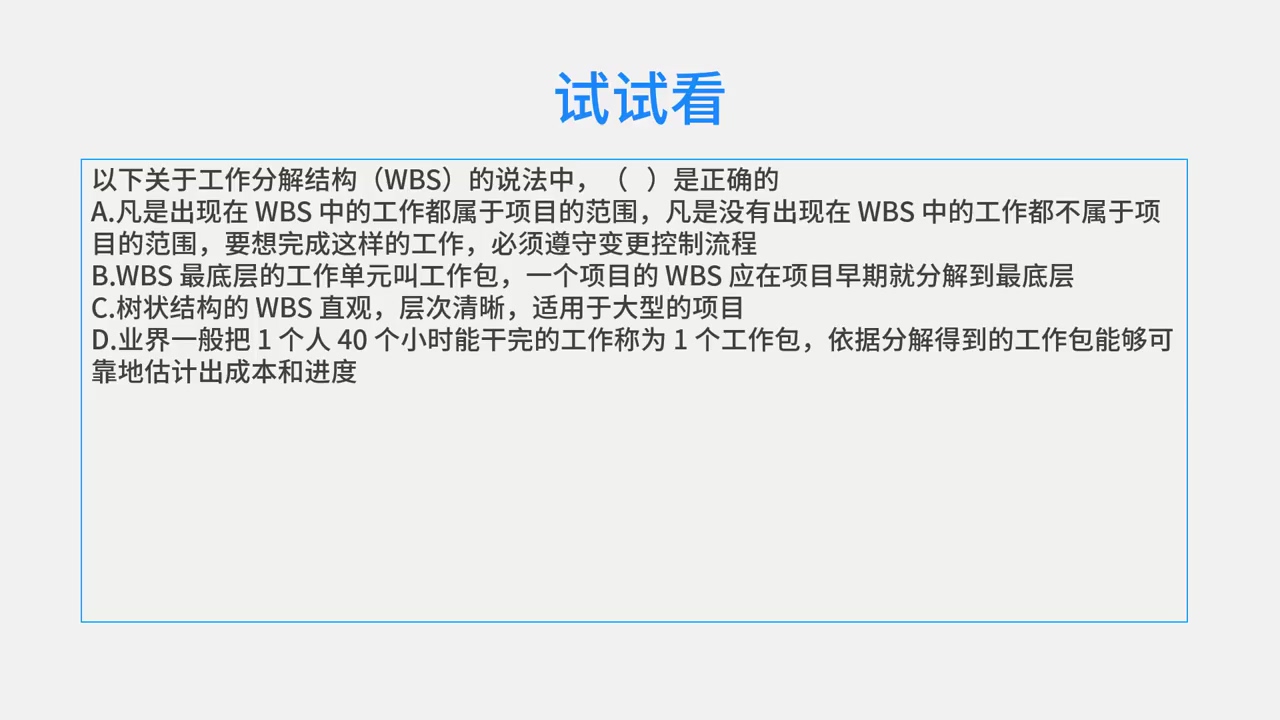 试试看
以下关于工作分解结构（WBS）的说法中，（  ）是正确的
A.凡是出现在 WBS 中的工作都属于项目的范围，凡是没有出现在 WBS 中的工作都不属于项
目的范围，要想完成这样的工作，必须遵守变更控制流程
B.WBS 最底层的工作单元叫工作包，一个项目的 WBS 应在项目早期就分解到最底层
C.树状结构的 WBS 直观，层次清晰，适用于大型的项目
D.业界一般把 1 个人 40 个小时能干完的工作称为 1 个工作包，依据分解得到的工作包能够可
靠地估计出成本和进度